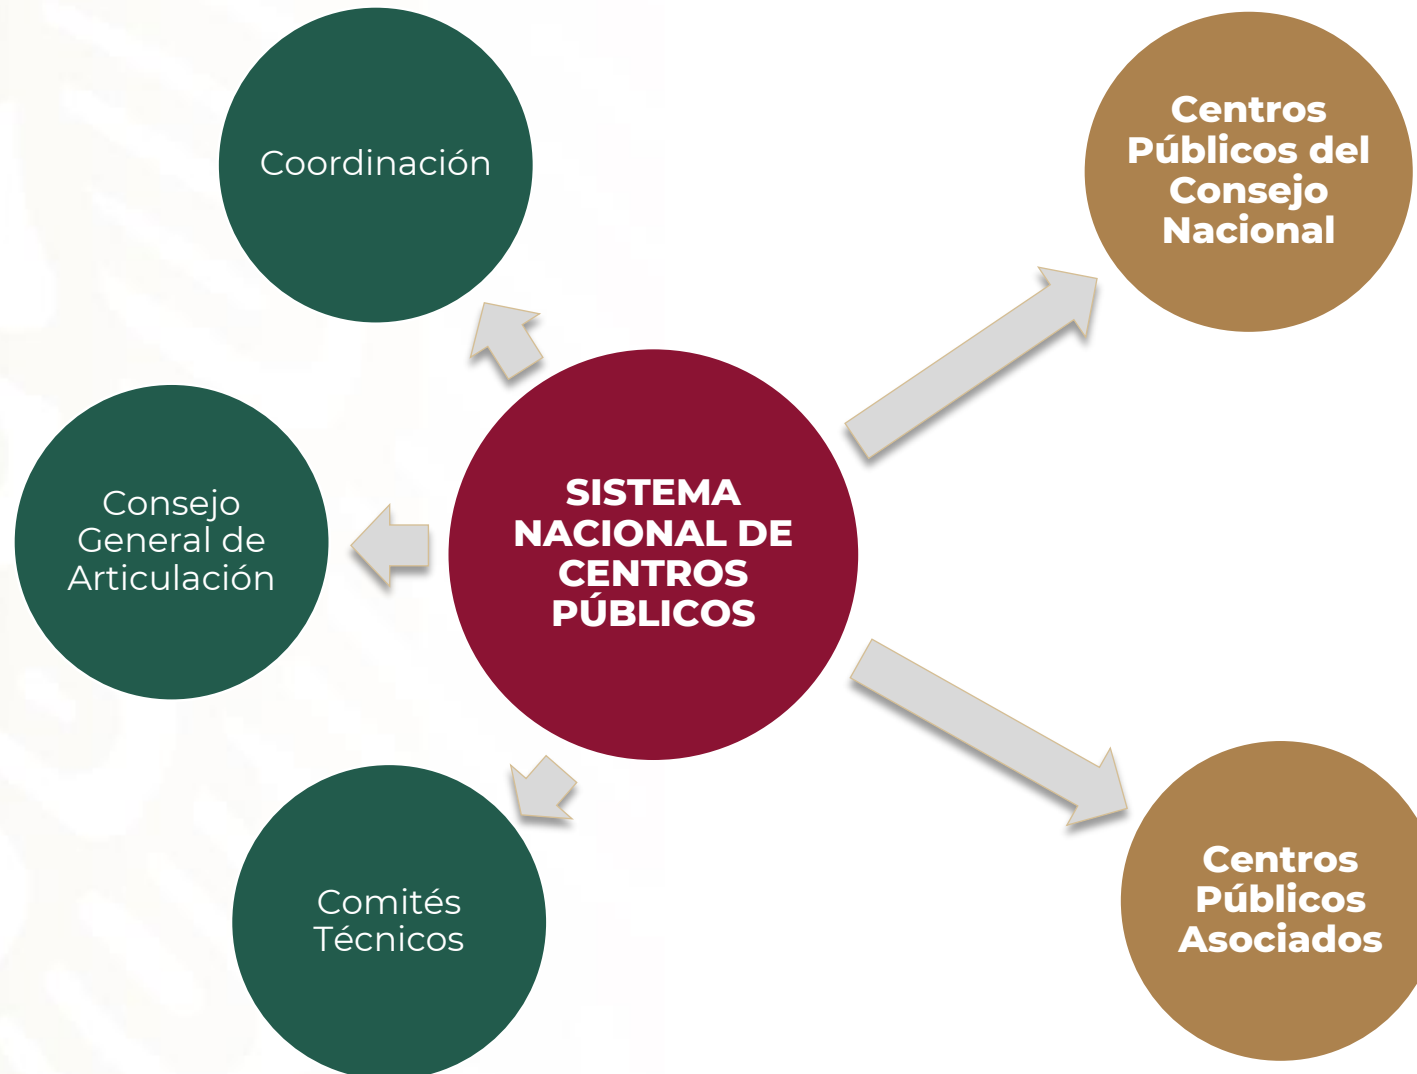 Coordinación
Consejo
General de
Articulación
Comités
Técnicos
SISTEMA
NACIONAL DE
CENTROS
PÚBLICOS
Centros
Públicos del
Consejo
Nacional
Centros
Públicos
Asociados